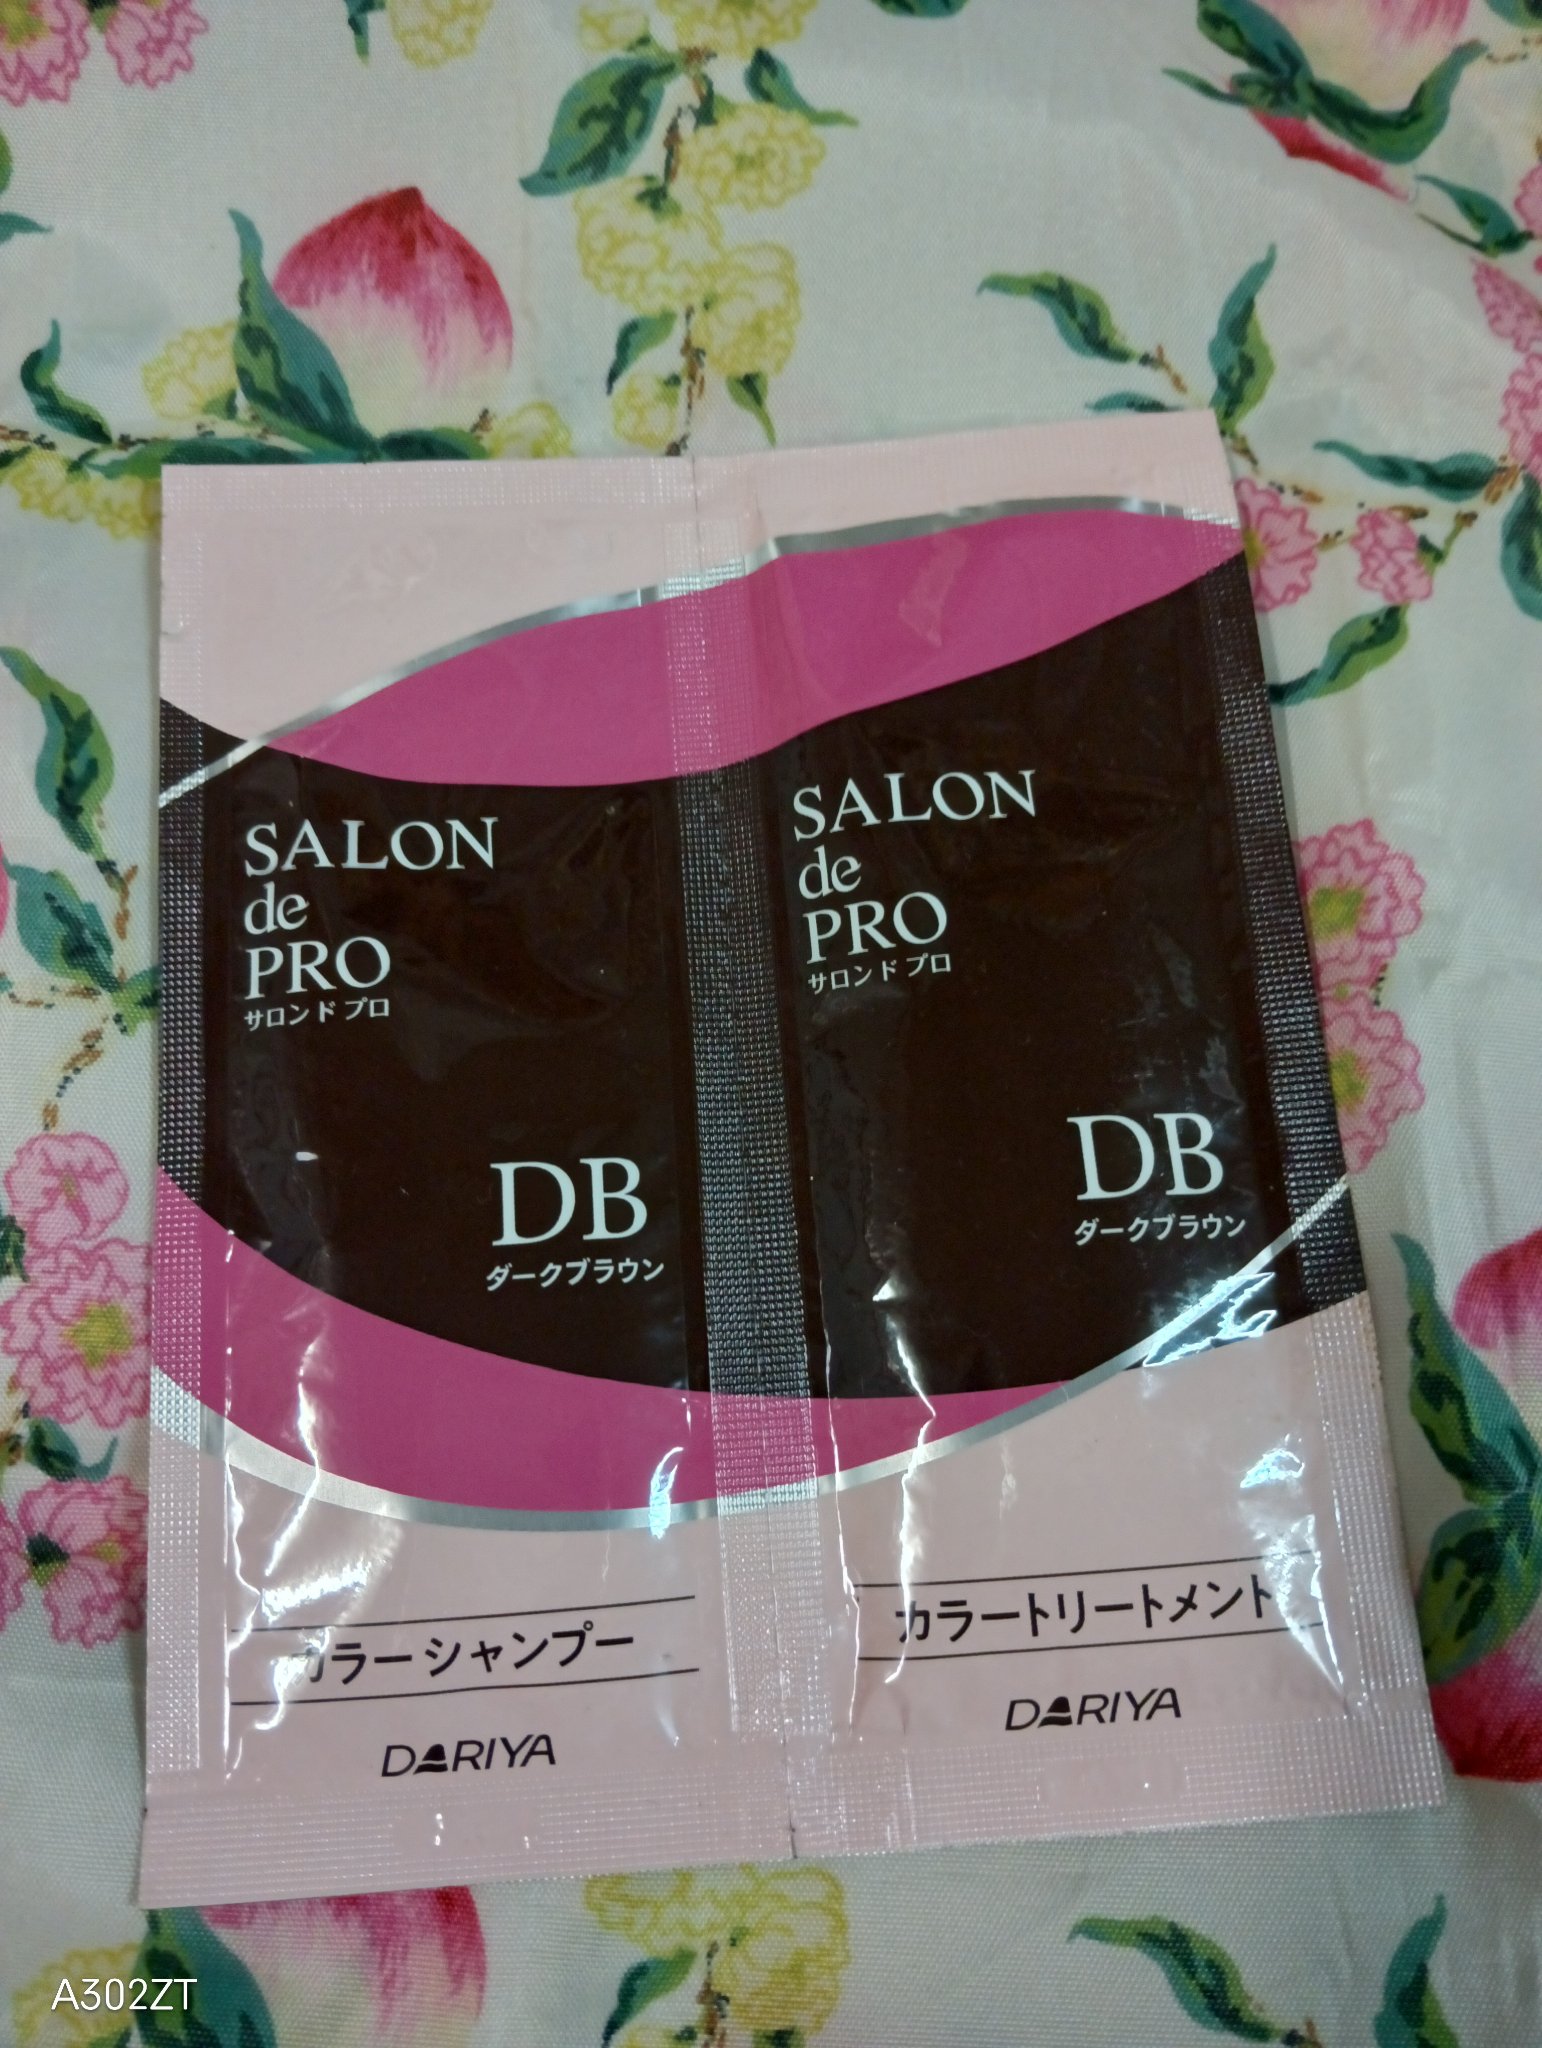 SALON
de
PRO
サロン ド プロ
DB
ダークブラウン
カラーシャンプー
DARIYA
SALON
de
PRO
サロン ド プロ
DB
ダークブラウン
カラートリートメント
DARIYA
A302ZT